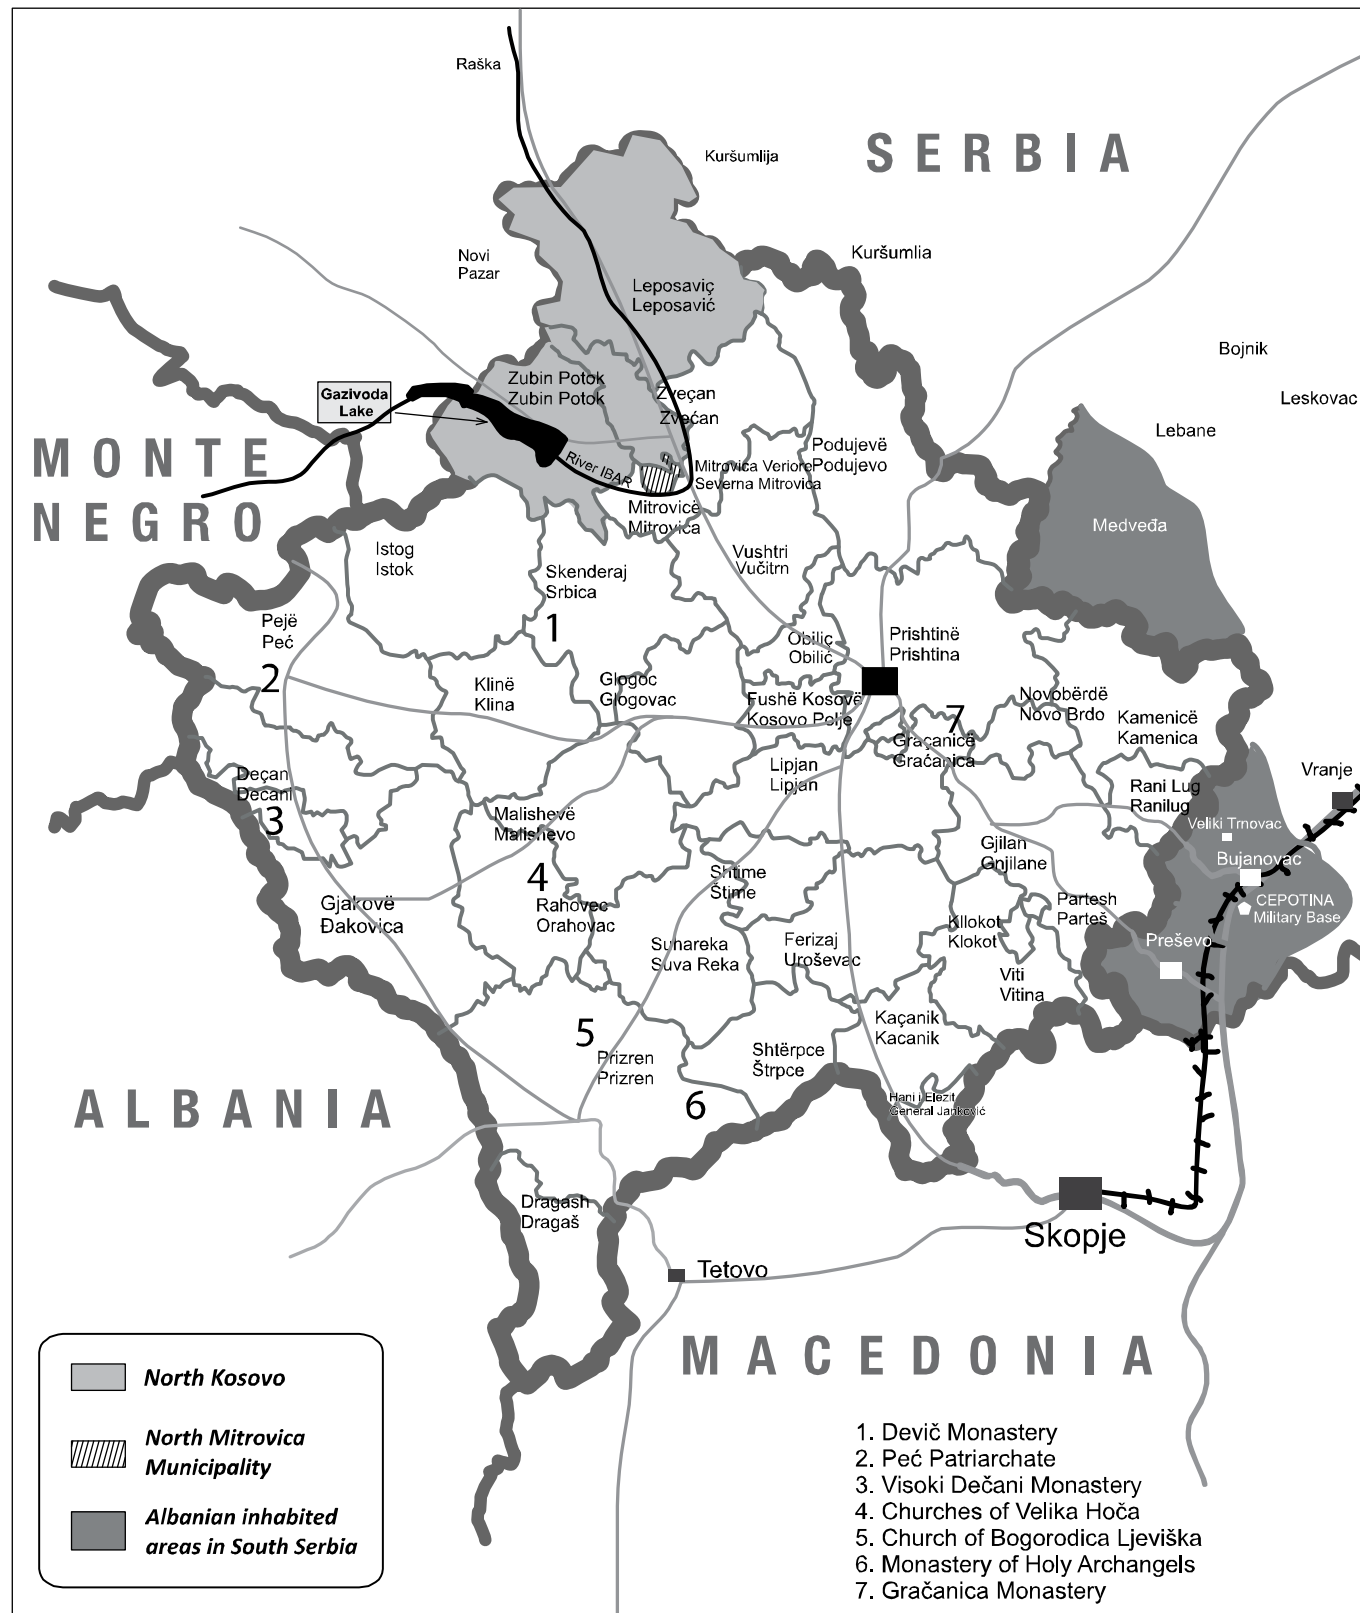 Raška
Kuršumlija
SERBIA
Novi
Pazar
Kuršumlia
Leposaviç
Leposavić
Bojnik
Leskovac
Lebane
Gazivoda
Lake
Zubin Potok
Zubin Potok
Zveçan
Zvećan
MONTE
NEGRO
River IBAR
Podujevë
Podujevo
Mitrovica Veriore
Severna Mitrovica
Mitrovicë
Mitrovica
Medveđa
Istog
Istok
Vushtri
Vučitrn
Skenderaj
Srbica
1
Pejë
Peć
2
Obiliç
Obilić
Prishtinë
Prishtina
Klinë
Klina
Glogoc
Glogovac
Fushë Kosovë
Kosovo Polje
7
Novobërdë
Novo Brdo
Kamenicë
Kamenica
Graçanicë
Gračanica
Lipjan
Lipjan
Deçan
Decani
3
Rani Lug
Ranilug
Vranje
Malishevë
Malishevo
Veliki Trnovac
Bujanovac
Gjilan
Gnjilane
4
Shtime
Štime
Rahovec
Orahovac
Gjakovë
Đakovica
Partesh
Parteš
CEPOTINA
Military Base
Kllokot
Klokot
Preševo
Suhareka
Suva Reka
Ferizaj
Uroševac
Viti
Vitina
5
Prizren
Prizren
Kaçanik
Kacanik
Shtërpce
Štrpce
6
Hani i Elezit
General Janković
ALBANIA
Dragash
Dragaš
Skopje
Tetovo
MACEDONIA
North Kosovo
North Mitrovica
Municipality
Albanian inhabited
areas in South Serbia
1. Devič Monastery
2. Peć Patriarchate
3. Visoki Dečani Monastery
4. Churches of Velika Hoča
5. Church of Bogorodica Ljeviška
6. Monastery of Holy Archangels
7. Gračanica Monastery